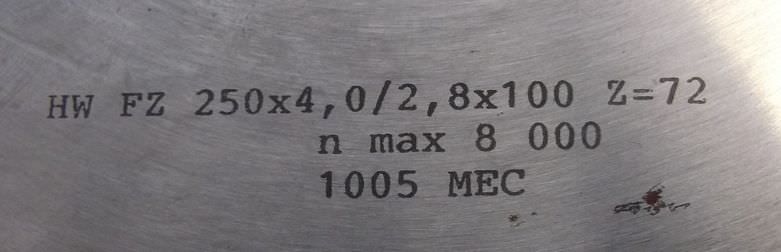 HW FZ 250x4,0/2,8x100 Z=72
n max 8 000
1005 MEC